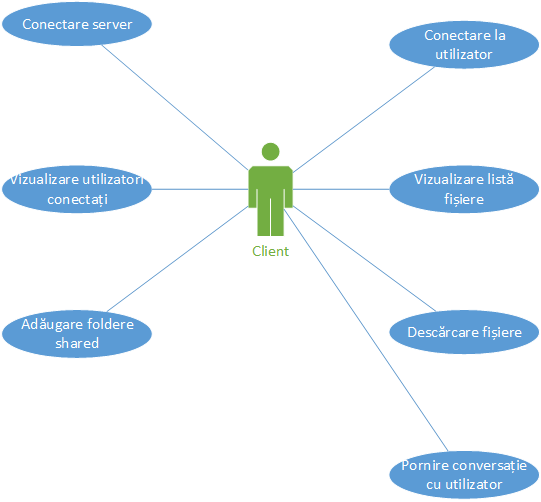 Conectare server
Conectare la
utilizator
Vizualizare utilizatori
conectați
Vizualizare listă
fișiere
Client
Adăugare foldere
shared
Descărcare fișiere
Pornire conversație
cu utilizator